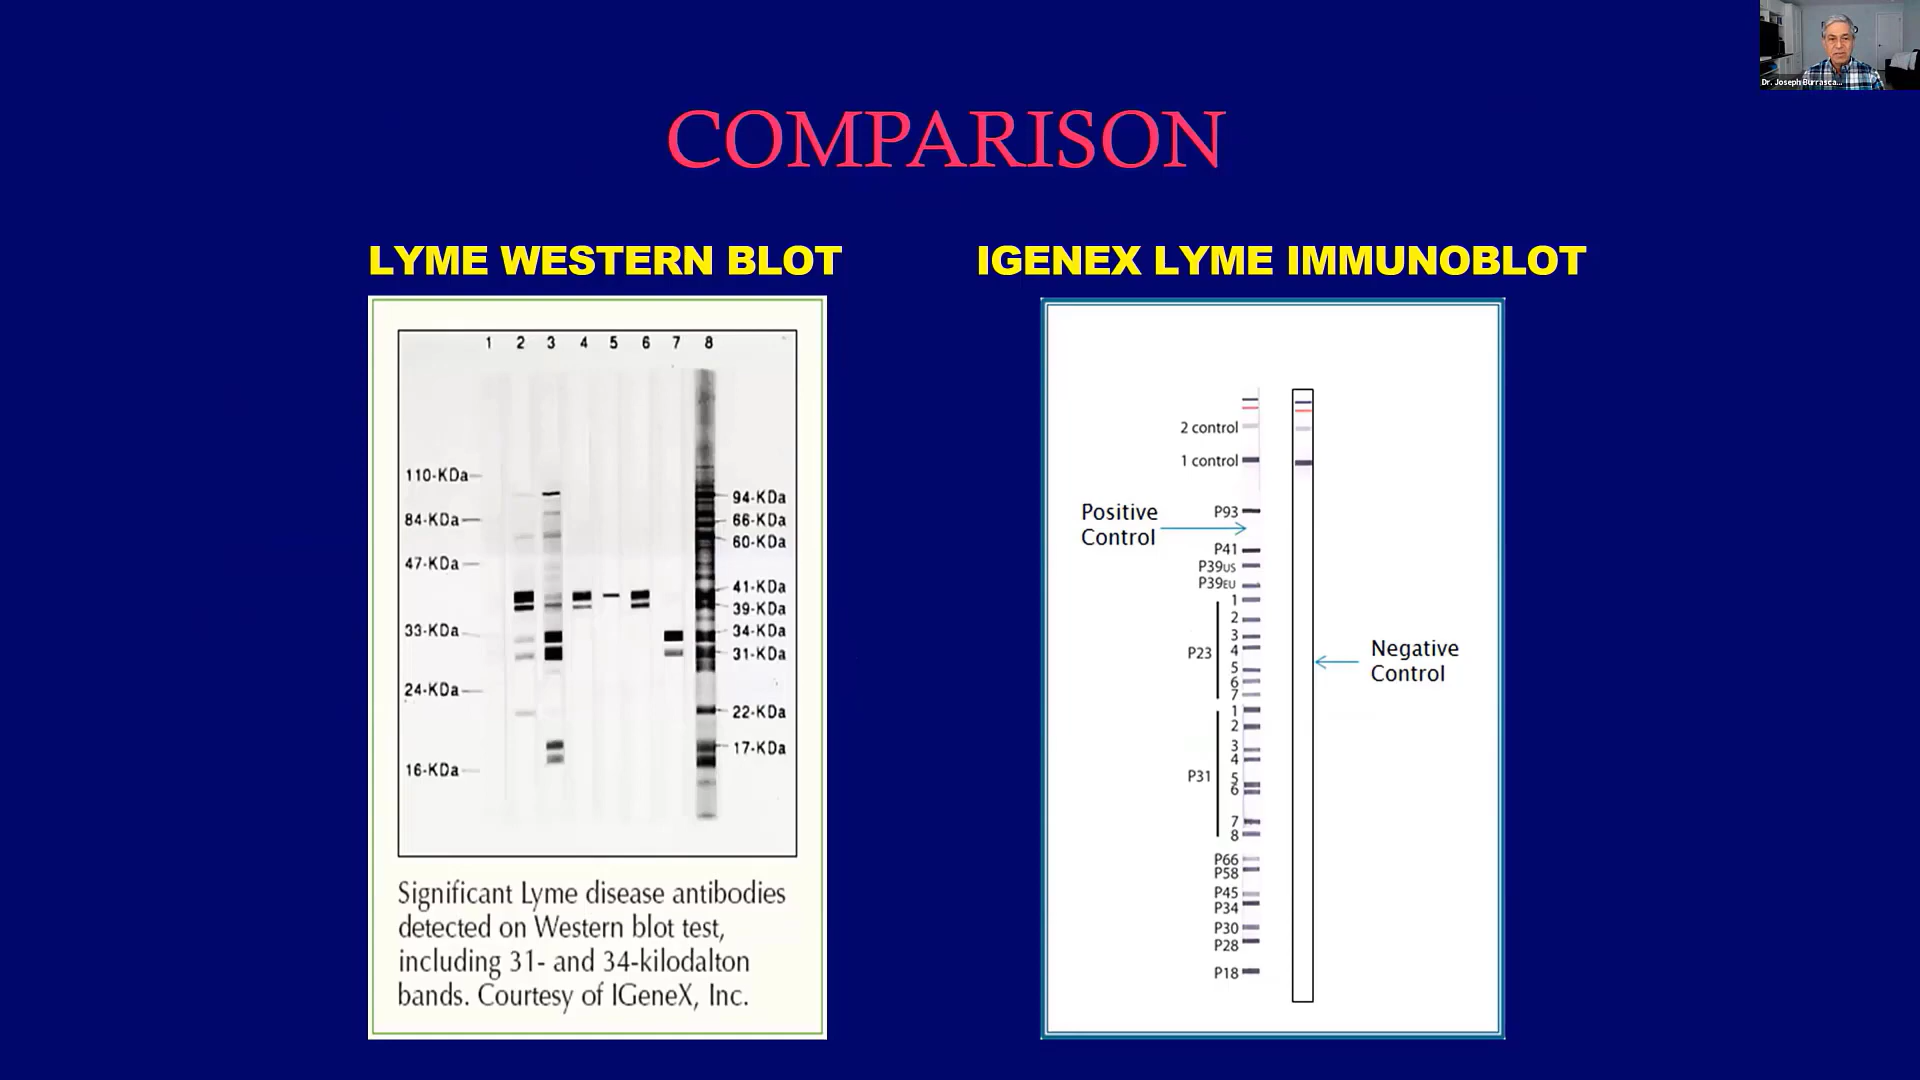 Dr. Joseph Burrasca...
COMPARISON
LYME WESTERN BLOT
IGENEX LYME IMMUNOBLOT
1 2 3 4 5 6 7 8
110-KDa
84-KDa
47-KDa
33-KDa
24-KDa
16-KDa
94-KDa
66-KDa
60-KDa
41-KDa
39-KDa
34-KDa
31-KDa
22-KDa
17-KDa
Significant Lyme disease antibodies
detected on Western blot test,
including 31- and 34-kilodalton
bands. Courtesy of IGeneX, Inc.
2 control
1 control
Positive
Control
P93
P41
P39US
P39EU
P23
1
2
3
4
5
6
7
P31
1
2
3
4
5
6
7
8
P66
P58
P45
P34
P30
P28
P18
Negative
Control